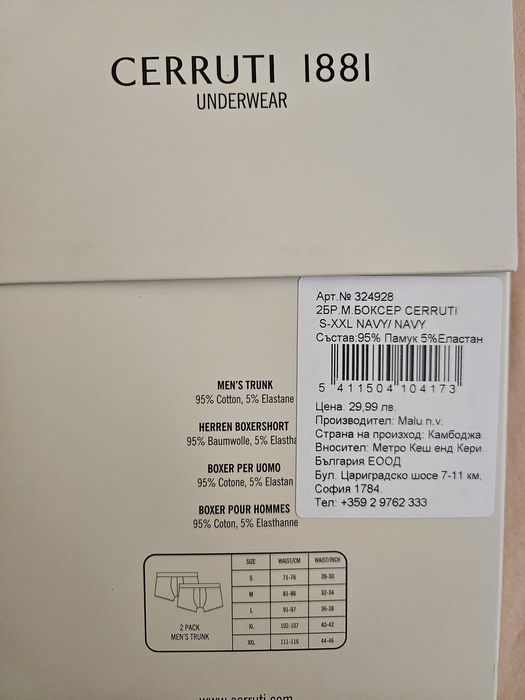 CERRUTI 1881
UNDERWEAR
Арт.№ 324928
2БР.М.БОКСЕР CERRUTI
S-XXL NAVY/ NAVY
Състав:95% Памук 5%Еластан
5 411504 104173
Цена: 29,99 лв.
Производител: Malu n.v.
Страна на произход: Камбоджа
Вносител: Метро Кеш енд Кери
България ЕООД
Бул. Цариградско шосе 7-11 км,
София 1784
Тел: +359 2 9762 333
MEN'S TRUNK
95% Cotton, 5% Elastane
HERREN BOXERSHORT
95% Baumwolle, 5% Elastha
BOXER PER UOMO
95% Cotone, 5% Elastan
BOXER POUR HOMMES
95% Coton, 5% Elasthanne
SIZE WAIST/CM WAIST/INCH
S 71-76 28-30
M 81-86 32-34
L 91-97 36-38
XL 102-107 40-42
XXL 111-116 44-46
2 PACK
MEN'S TRUNK
www.cerruti.com